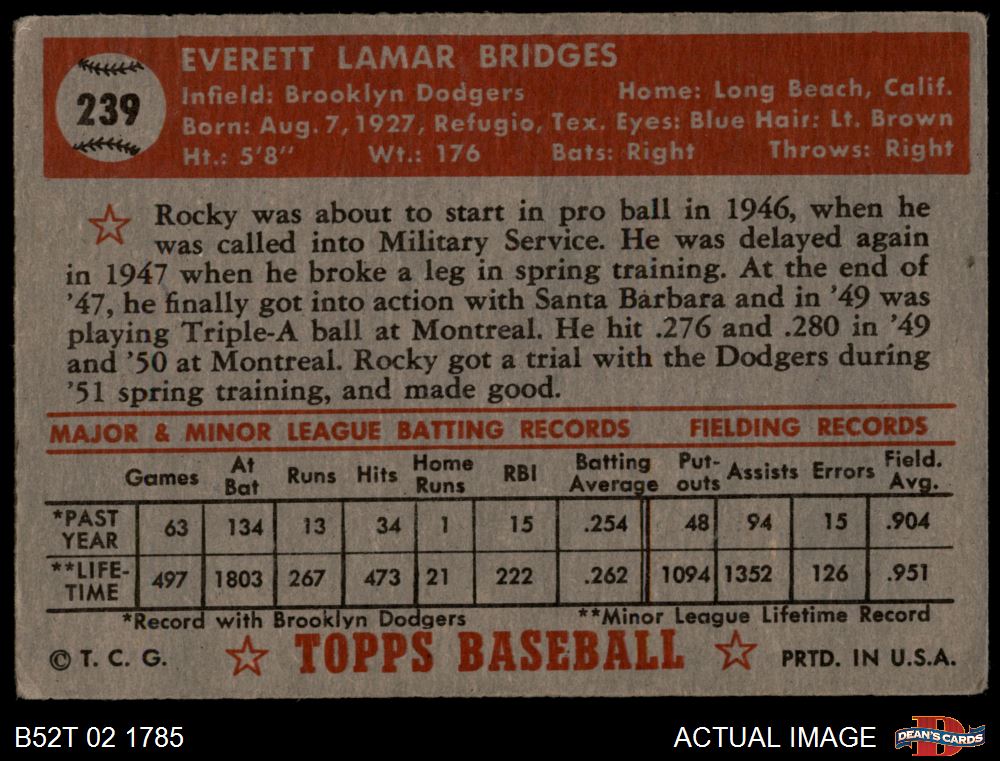 239
EVERETT LAMAR BRIDGES
Infield: Brooklyn Dodgers Home: Long Beach, Calif.
Born: Aug. 7, 1927, Refugio, Tex. Eyes: Blue Hair: Lt. Brown
Ht.: 5'8" Wt.: 176 Bats: Right Throws: Right
Rocky was about to start in pro ball in 1946, when he
was called into Military Service. He was delayed again
in 1947 when he broke a leg in spring training. At the end of
'47, he finally got into action with Santa Barbara and in '49 was
playing Triple-A ball at Montreal. He hit .276 and .280 in '49
and '50 at Montreal. Rocky got a trial with the Dodgers during
'51 spring training, and made good.
MAJOR & MINOR LEAGUE BATTING RECORDS FIELDING RECORDS
Games At Bat Runs Hits Home Runs RBI Batting Average Put-outs Assists Errors Field. Avg.
*PAST YEAR 63 134 13 34 1 15 .254 48 94 15 .904
**LIFE-TIME 497 1803 267 473 21 222 .262 1094 1352 126 .951
*Record with Brooklyn Dodgers **Minor League Lifetime Record
© T. C. G. TOPPS BASEBALL PRTD. IN U.S.A.
B52T 02 1785 ACTUAL IMAGE DEAN'S CARDS